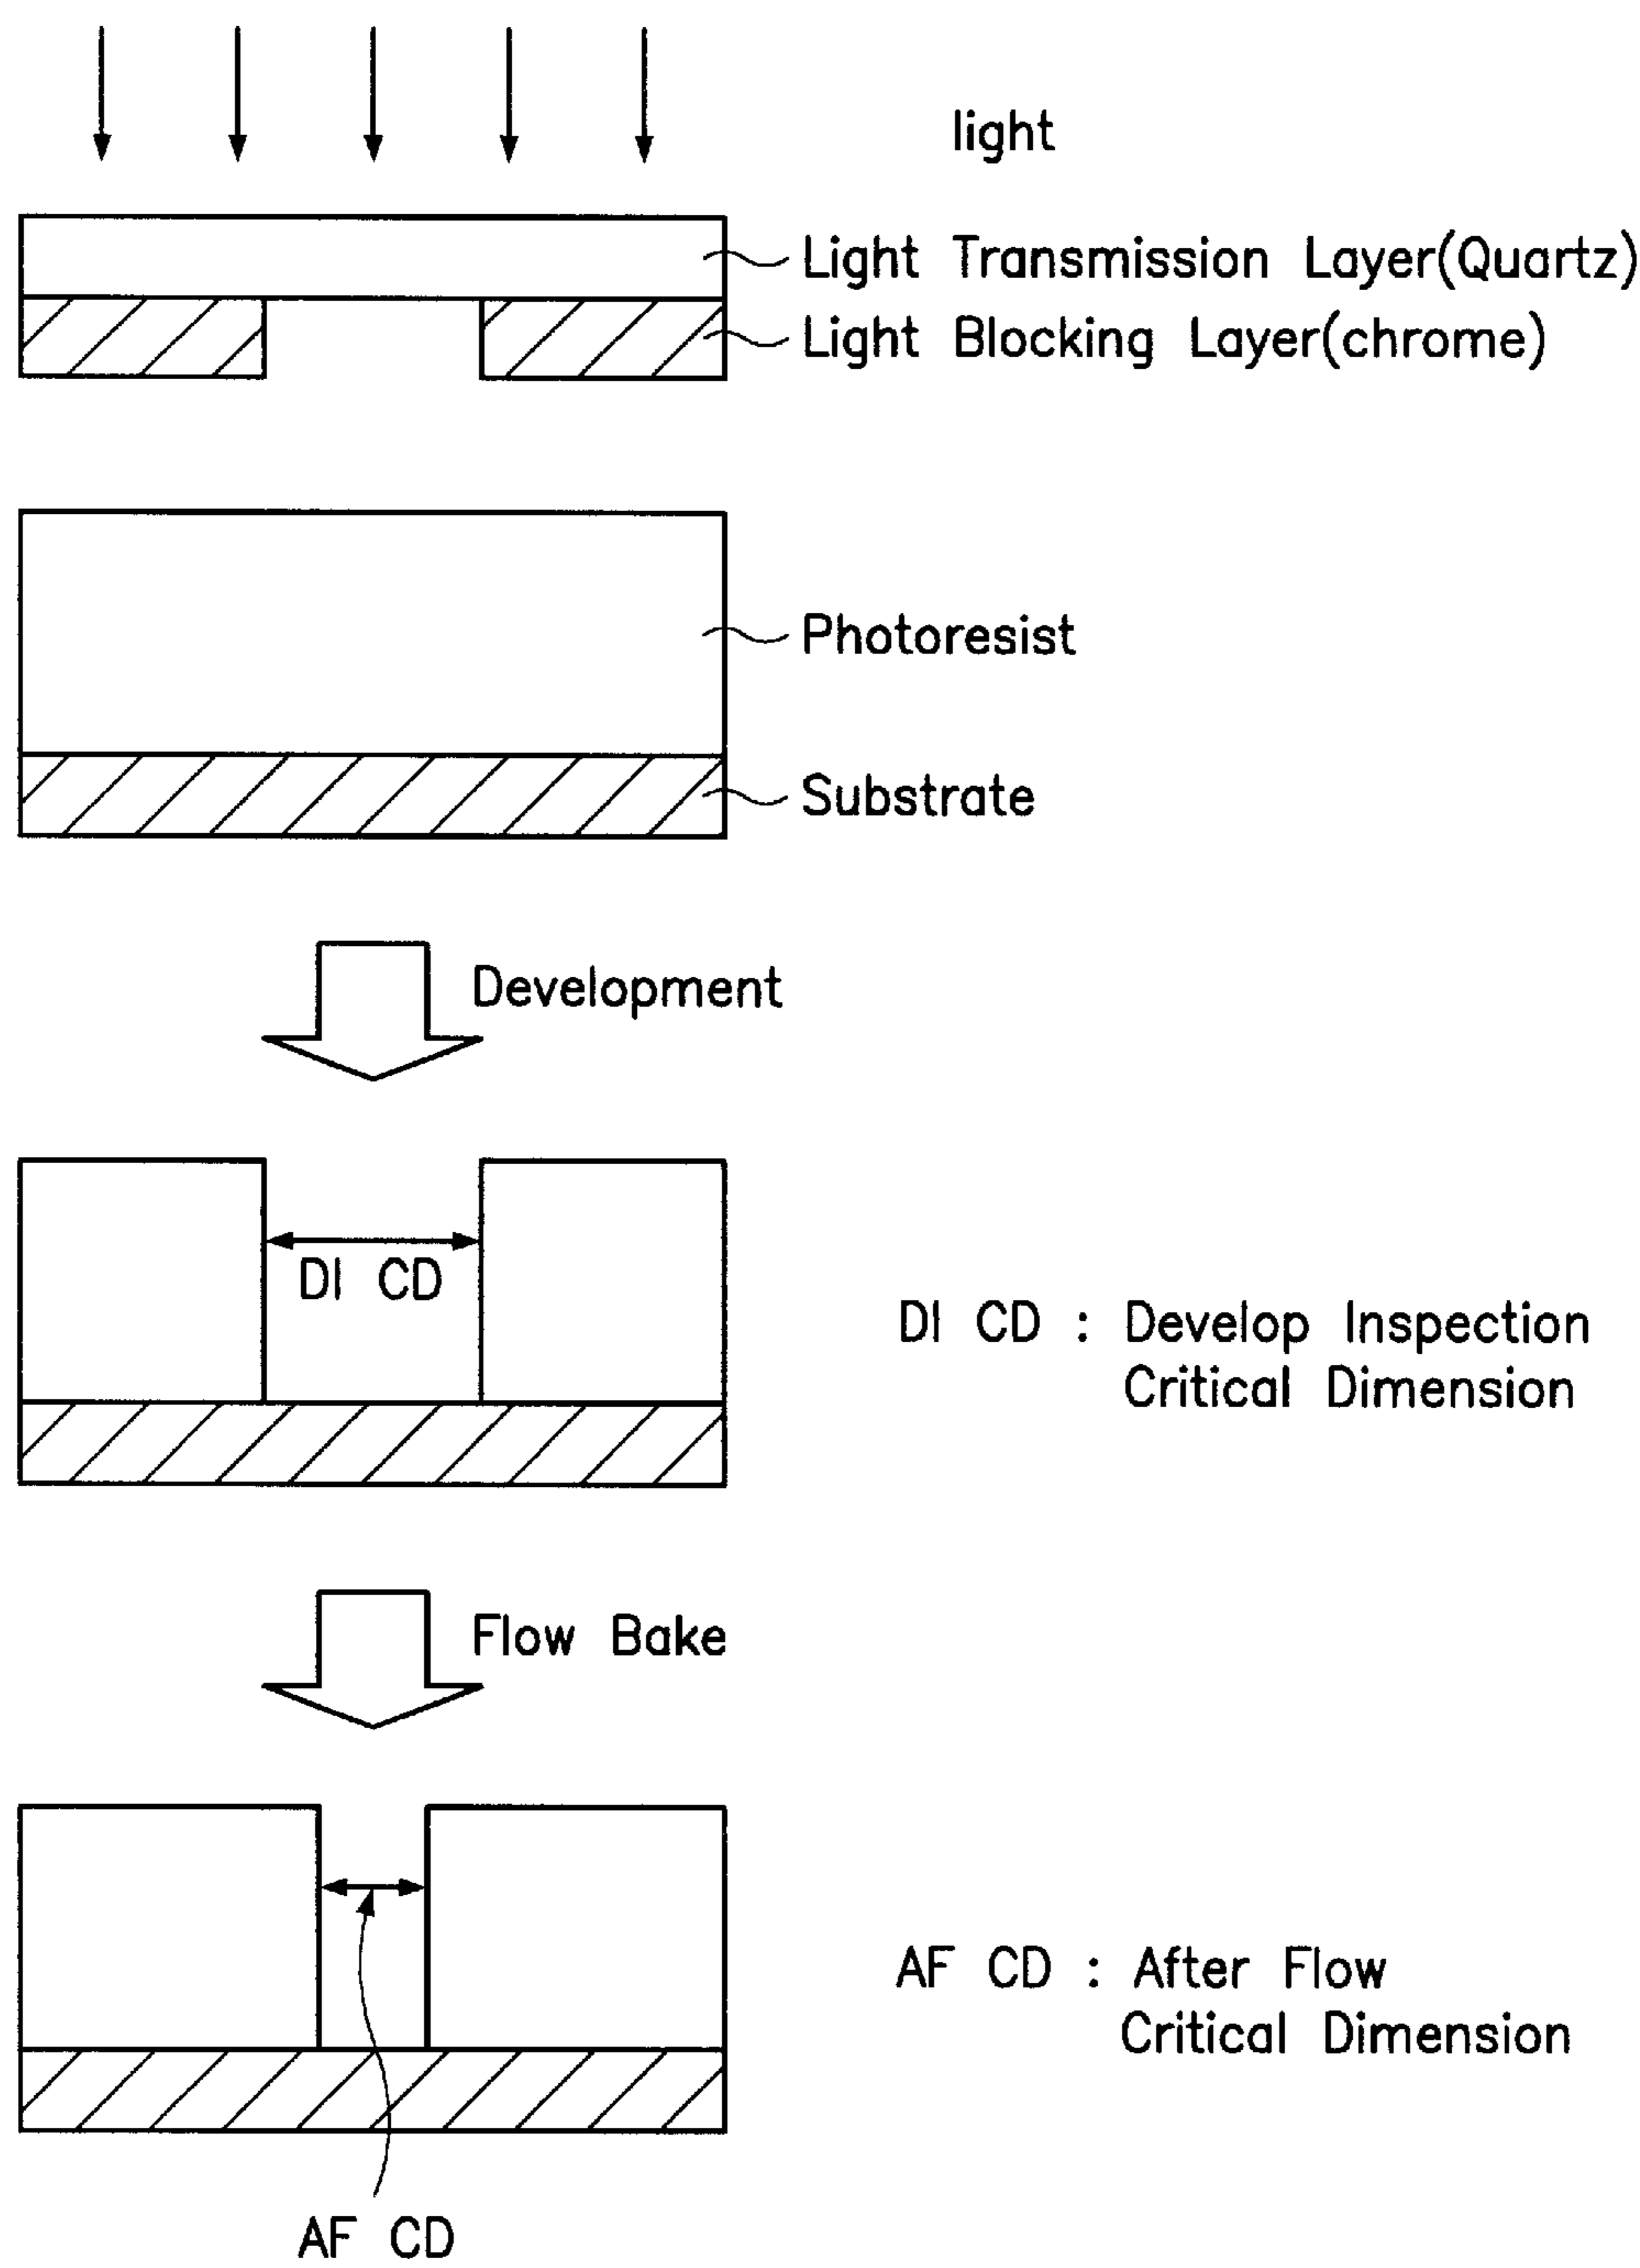 light
Light Transmission Layer(Quartz)
Light Blocking Layer(chrome)
Photoresist
Substrate
Development
DI CD
DI CD : Develop Inspection
Critical Dimension
Flow Bake
AF CD : After Flow
Critical Dimension
AF CD